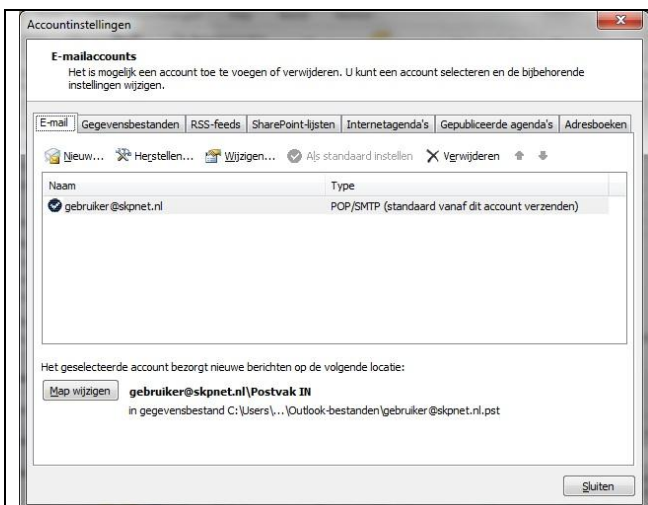 Accountinstellingen
E-mailaccounts
Het is mogelijk een account toe te voegen of verwijderen. U kunt een account selecteren en de bijbehorende
instellingen wijzigen.
E-mail Gegevensbestanden RSS-feeds SharePoint-lijsten Internetagenda's Gepubliceerde agenda's Adresboeken
Nieuw... Herstellen... Wijzigen... Als standaard instellen Verwijderen
Naam Type
gebruiker@skpnet.nl POP/SMTP (standaard vanaf dit account verzenden)
Het geselecteerde account bezorgt nieuwe berichten op de volgende locatie:
Map wijzigen gebruiker@skpnet.nl\Postvak IN
in gegevensbestand C:\Users\...\Outlook-bestanden\gebruiker@skpnet.nl.pst
Sluiten